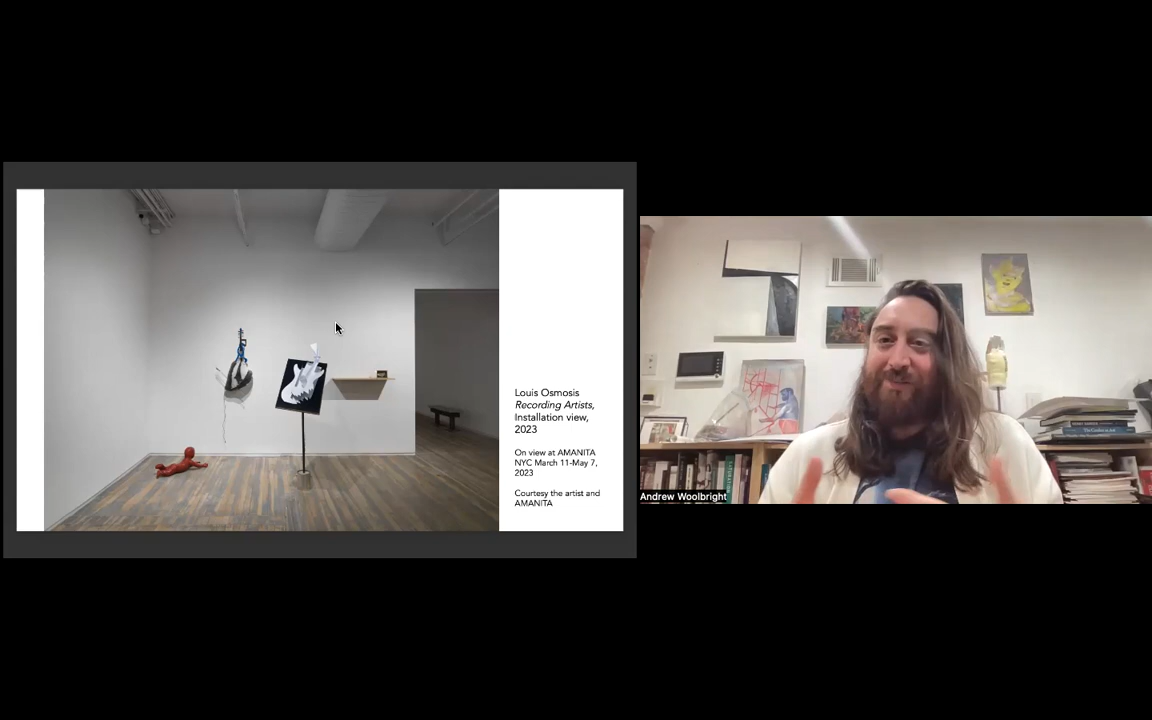 Louis Osmosis
Recording Artists,
Installation view,
2023
On view at AMANITA
NYC March 11-May 7,
2023
Courtesy the artist and
AMANITA
Andrew Woolbright